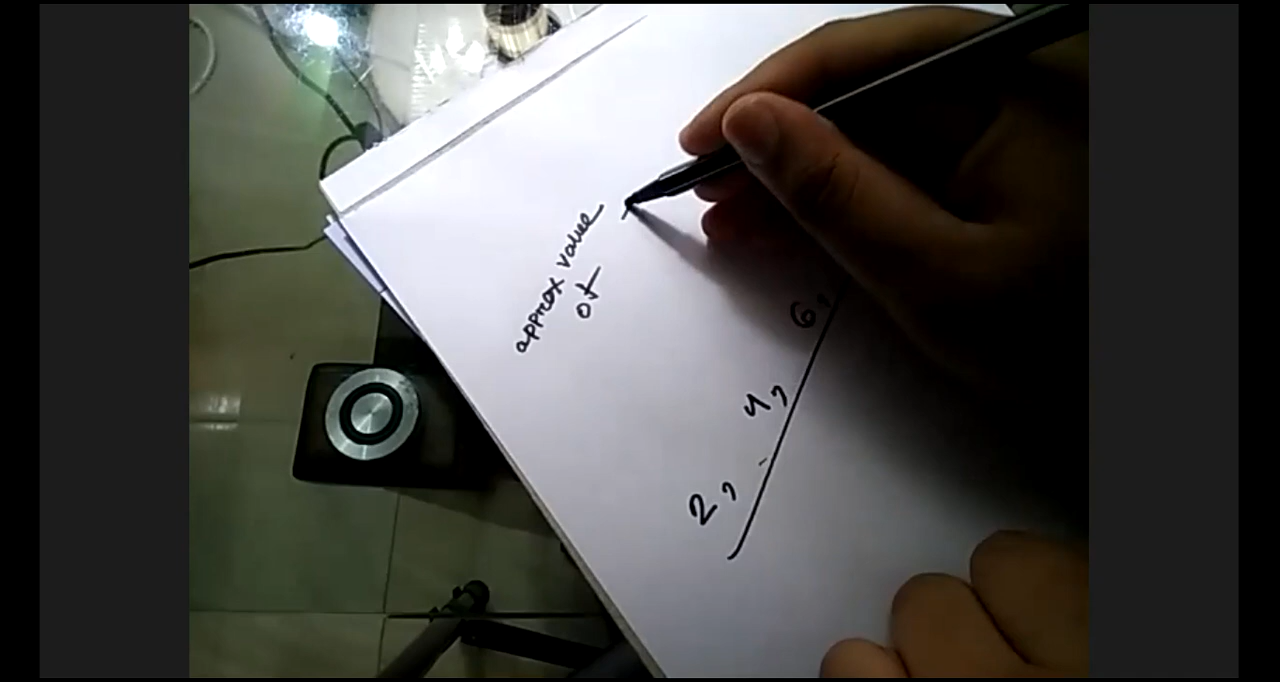 approx value
of
2, 4, 6,